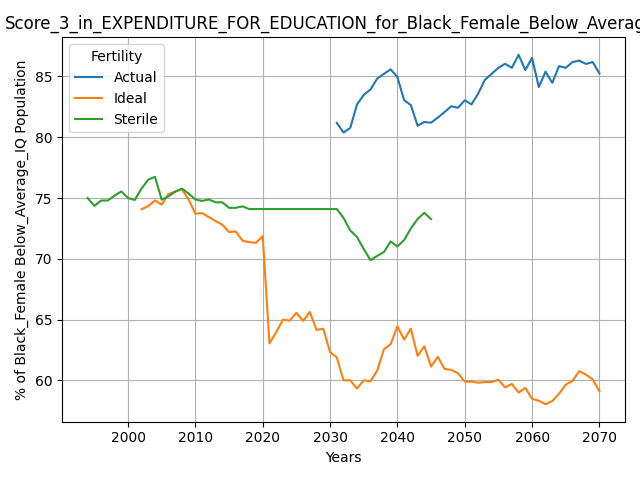 Score_3_in_EXPENDITURE_FOR_EDUCATION_for_Black_Female_Below_Averag
Fertility
Actual
Ideal
Sterile
% of Black_Female Below_Average_IQ Population
85
80
75
70
65
60
2000 2010 2020 2030 2040 2050 2060 2070
Years